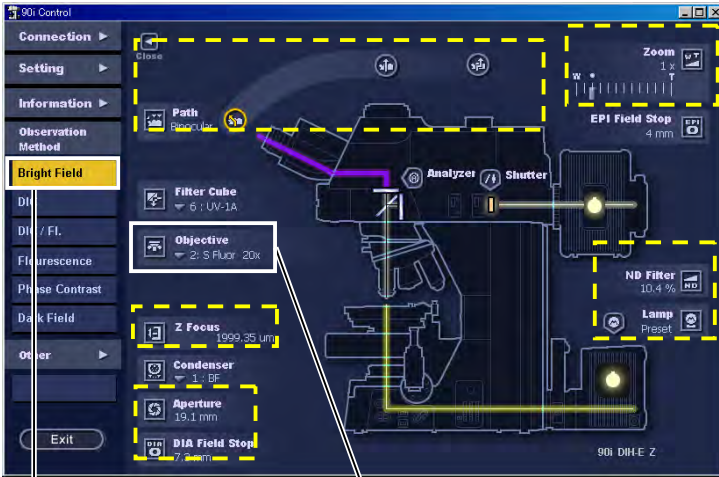 90i Control
Connection ▶
Setting ▶
Information ▶
Observation
Method
Bright Field
DIC
DIC / Fl.
Flourescence
Phase Contrast
Dark Field
Other ▶
Exit
Close
Path
Binocular
Filter Cube
6 : UV-1A
Objective
2: S Fluor 20x
Z Focus
1999.35 um
Condenser
1 : BF
Aperture
19.1 mm
DIA
DIA Field Stop
7.3 mm
Analyzer
Shutter
Zoom
1 x
W T
W T
EPI Field Stop
4 mm
EPI
ND Filter
10.4 %
ND
Lamp
Preset
90i DIH-E Z